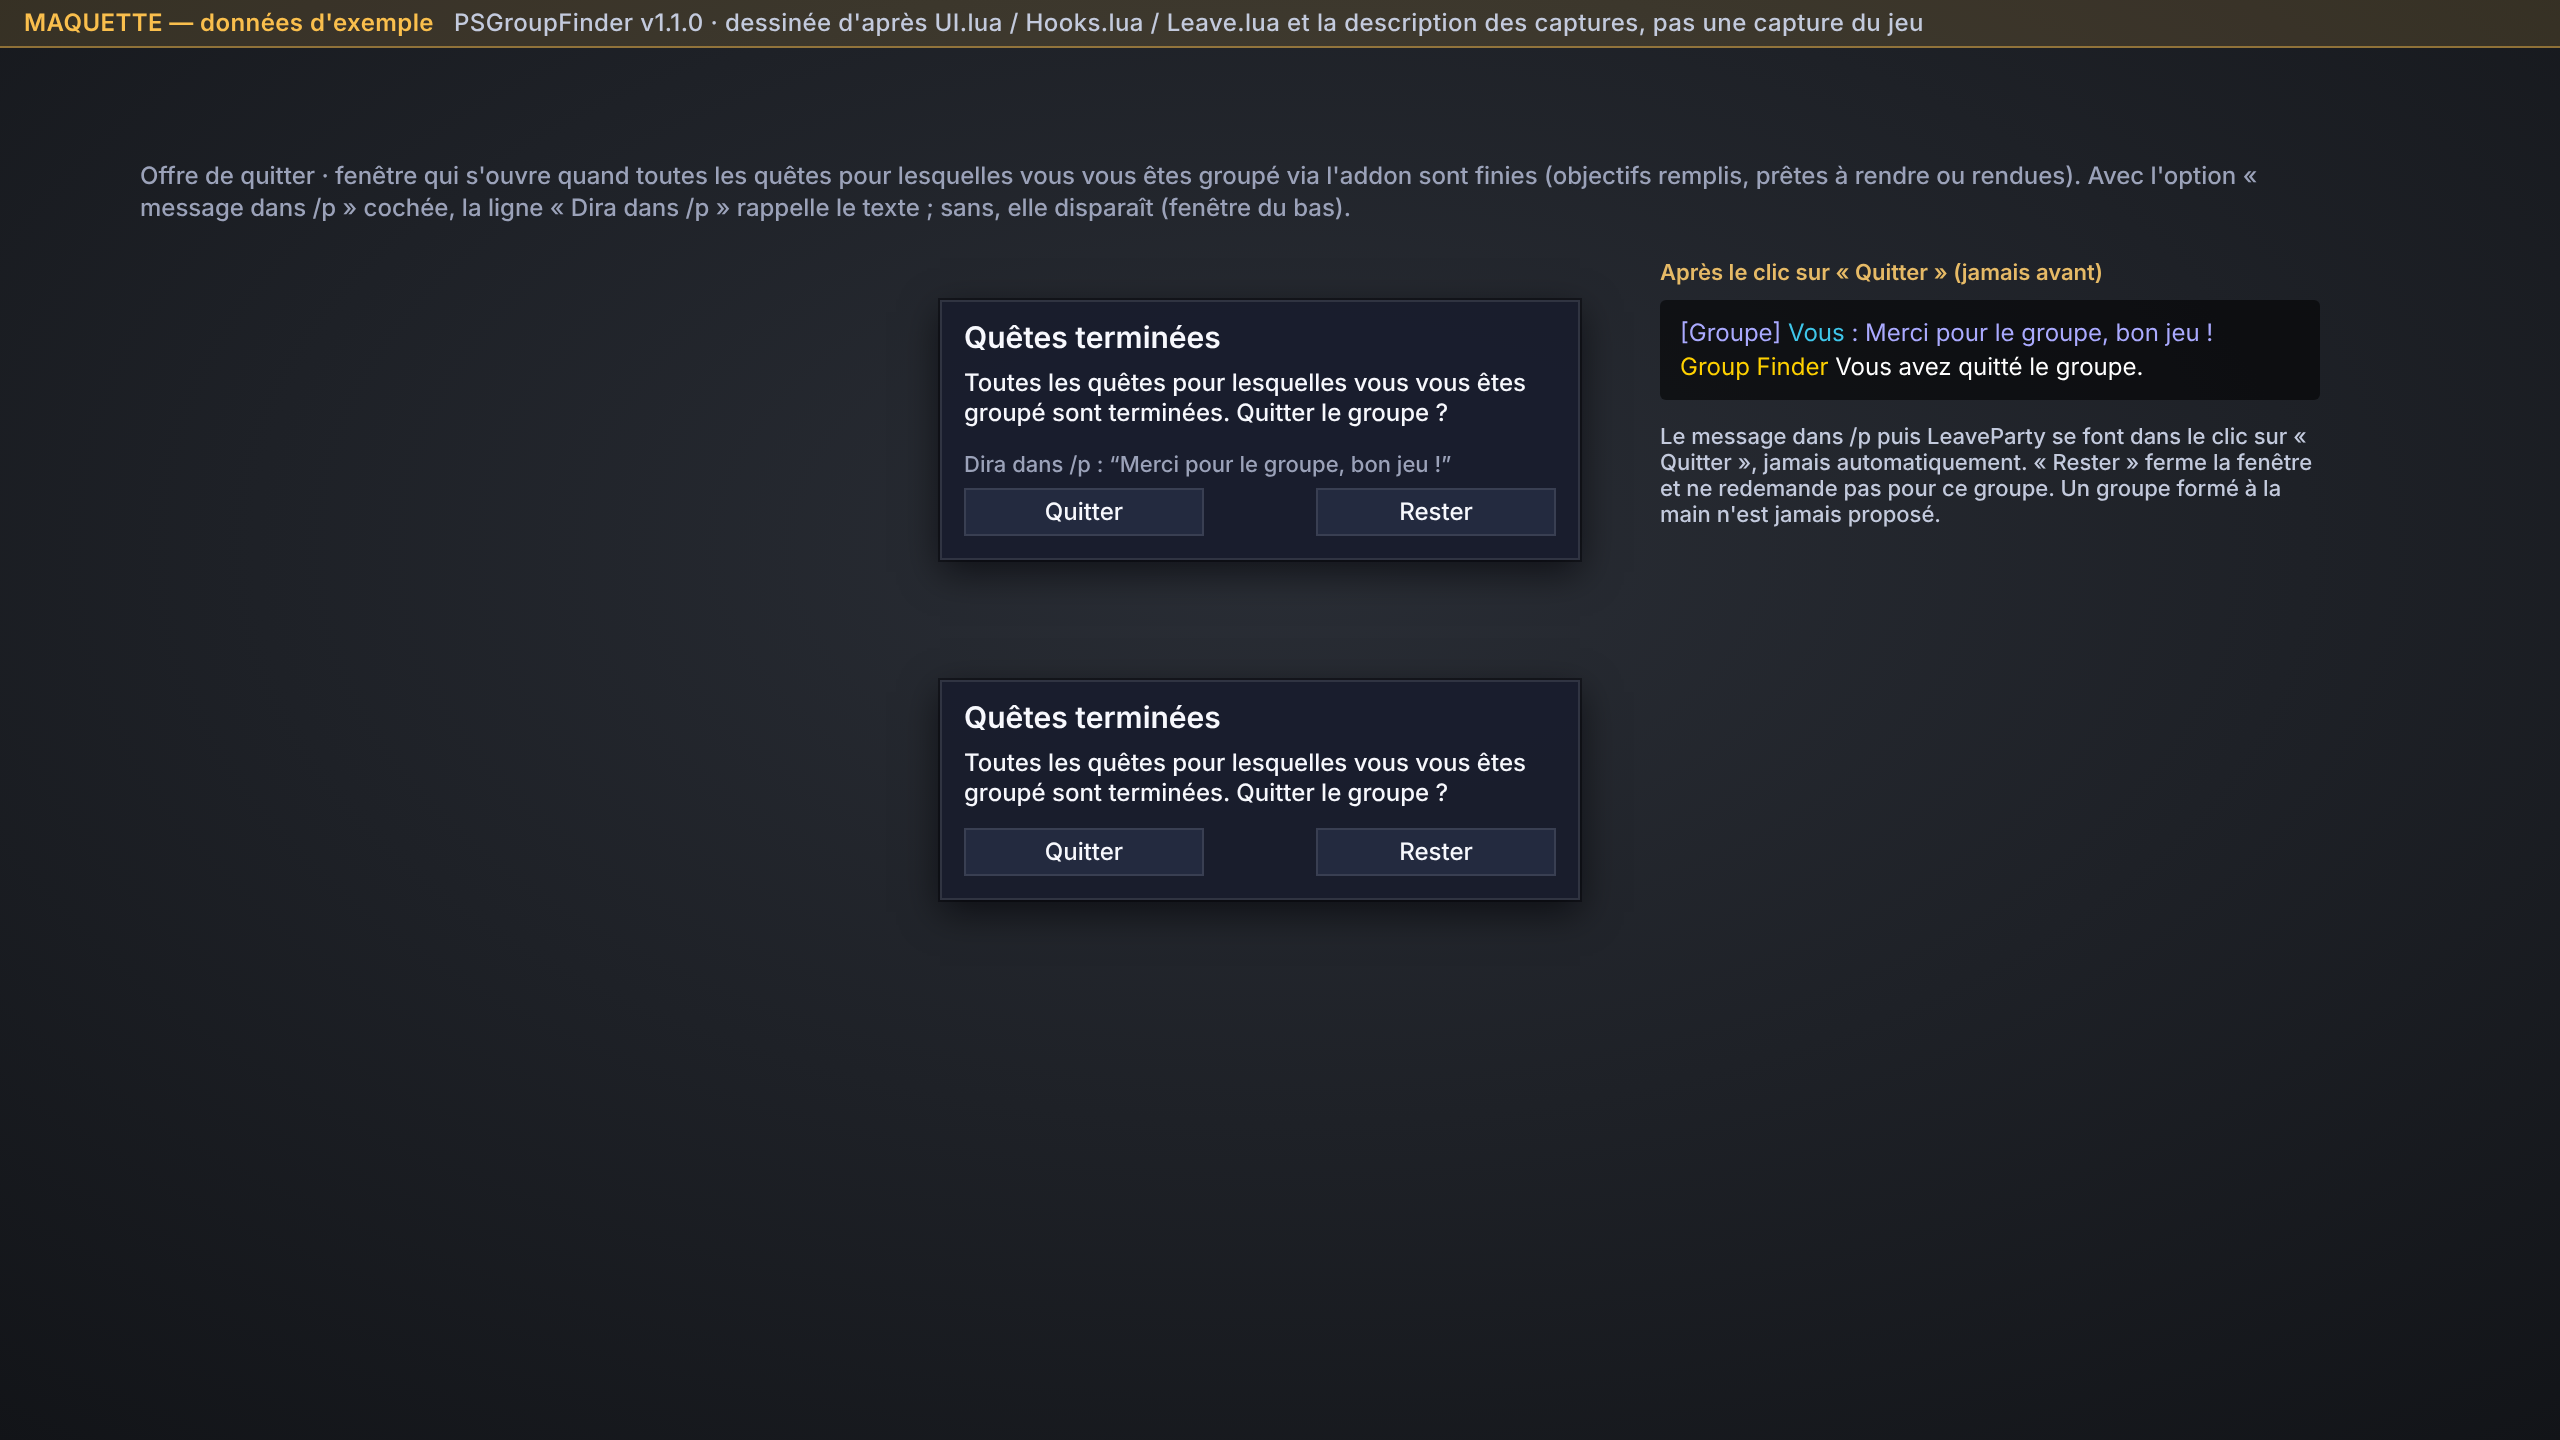 MAQUETTE — données d'exemple PSGroupFinder v1.1.0 · dessinée d'après UI.lua / Hooks.lua / Leave.lua et la description des captures, pas une capture du jeu
Offre de quitter · fenêtre qui s'ouvre quand toutes les quêtes pour lesquelles vous vous êtes groupé via l'addon sont finies (objectifs remplis, prêtes à rendre ou rendues). Avec l'option «
message dans /p » cochée, la ligne « Dira dans /p » rappelle le texte ; sans, elle disparaît (fenêtre du bas).
Quêtes terminées
Toutes les quêtes pour lesquelles vous vous êtes
groupé sont terminées. Quitter le groupe ?
Dira dans /p : “Merci pour le groupe, bon jeu !”
Quitter
Rester
Après le clic sur « Quitter » (jamais avant)
[Groupe] Vous : Merci pour le groupe, bon jeu !
Group Finder Vous avez quitté le groupe.
Le message dans /p puis LeaveParty se font dans le clic sur «
Quitter », jamais automatiquement. « Rester » ferme la fenêtre
et ne redemande pas pour ce groupe. Un groupe formé à la
main n'est jamais proposé.
Quêtes terminées
Toutes les quêtes pour lesquelles vous vous êtes
groupé sont terminées. Quitter le groupe ?
Quitter
Rester